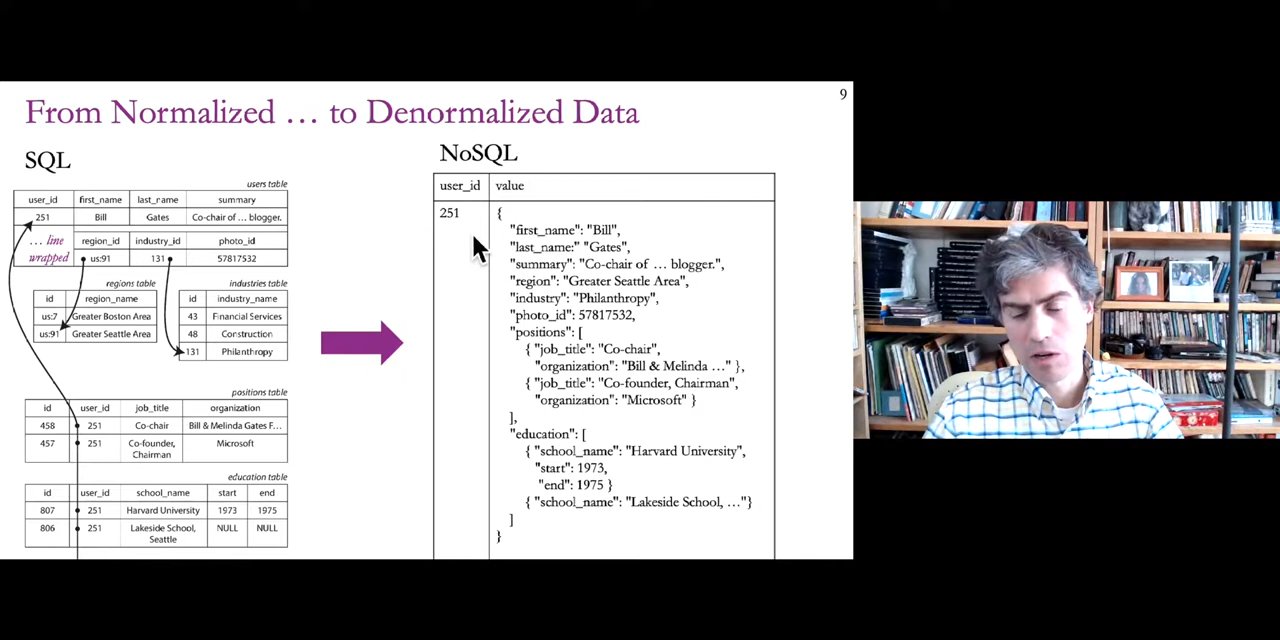 9
From Normalized … to Denormalized Data
SQL
users table
user_id first_name last_name summary
251 Bill Gates Co-chair of … blogger.
… line wrapped
region_id industry_id photo_id
us:91 131 57817532
regions table
id region_name
us:7 Greater Boston Area
us:91 Greater Seattle Area
industries table
id industry_name
43 Financial Services
48 Construction
131 Philanthropy
positions table
id user_id job_title organization
458 251 Co-chair Bill & Melinda Gates F…
457 251 Co-founder, Chairman Microsoft
education table
id user_id school_name start end
807 251 Harvard University 1973 1975
806 251 Lakeside School, Seattle NULL NULL
NoSQL
user_id value
251 {
"first_name": "Bill",
"last_name:" "Gates",
"summary": "Co-chair of … blogger.",
"region": "Greater Seattle Area",
"industry": "Philanthropy",
"photo_id": 57817532,
"positions": [
{ "job_title": "Co-chair",
"organization": "Bill & Melinda …" },
{ "job_title": "Co-founder, Chairman",
"organization": "Microsoft" }
],
"education": [
{ "school_name": "Harvard University",
"start": 1973,
"end": 1975 }
{ "school_name": "Lakeside School, …"}
]
}